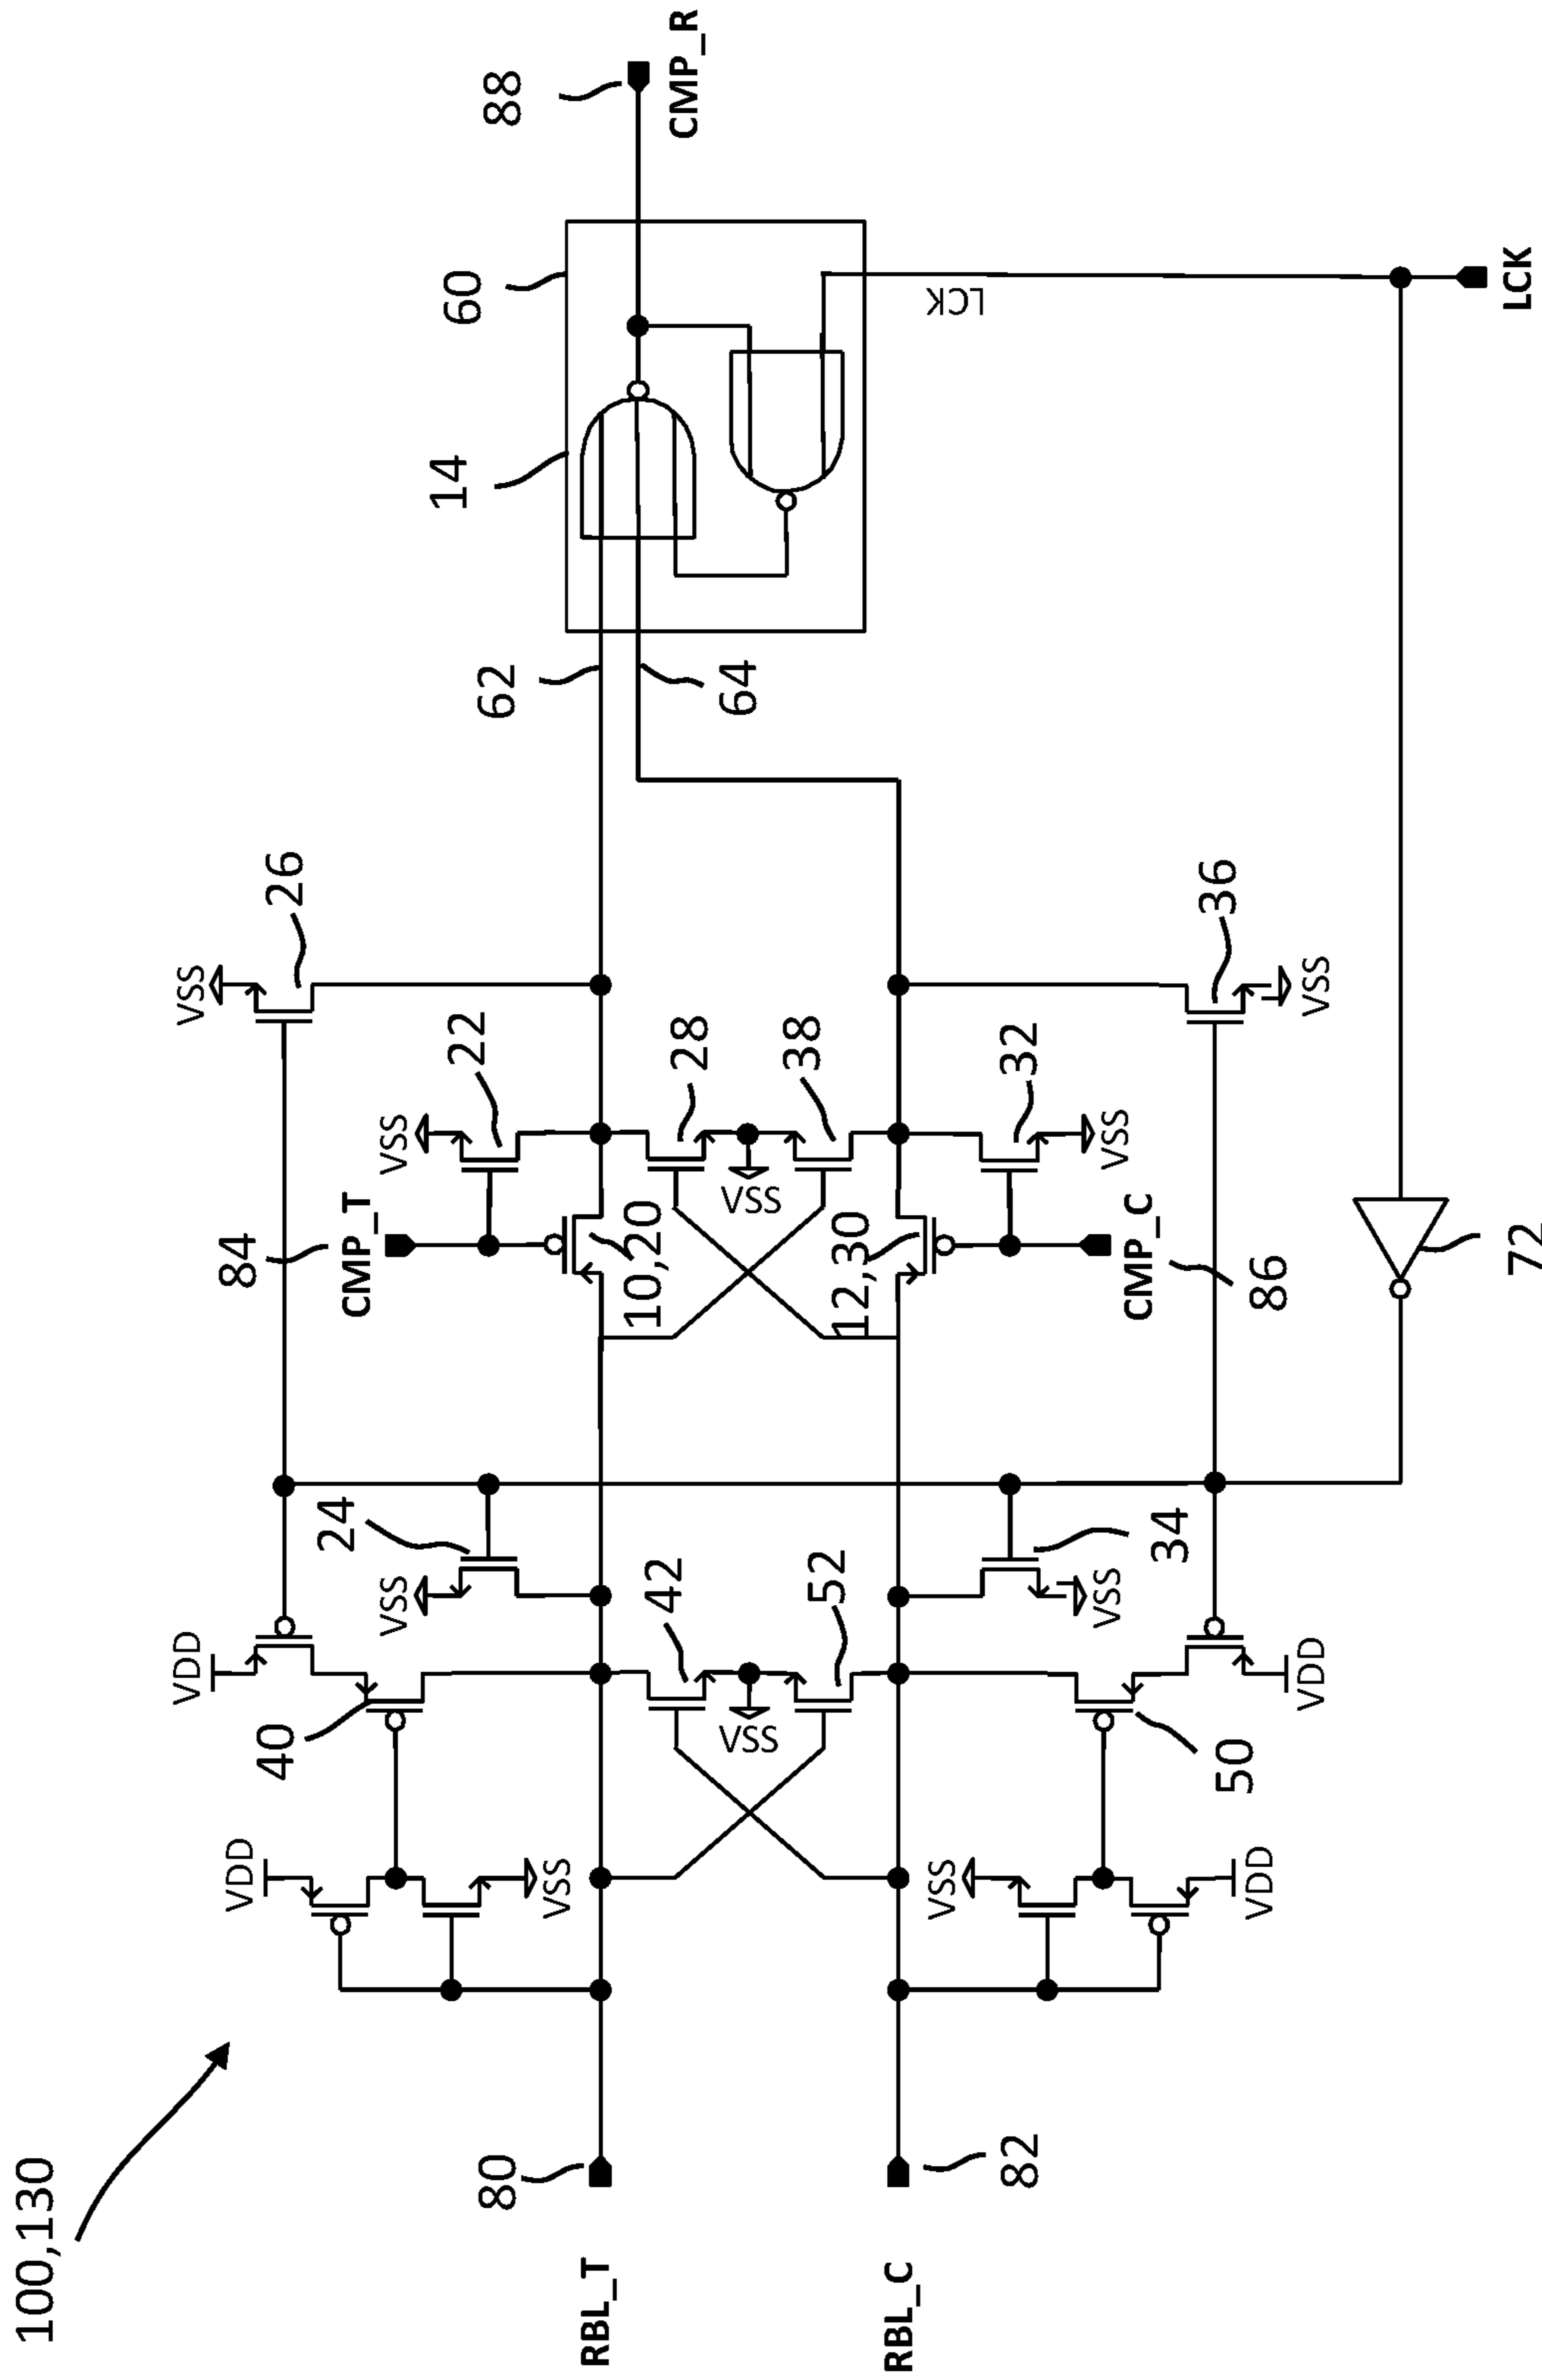 100,130
VDD
VSS
VDD
84
40
26
24
CMP_T
VSS
VSS
14
60
22
80
62
88
VSS
RBL_T
10,20
42
28
CMP_R
VSS
VSS
64
38
52
12,30
RBL_C
VSS
LCK
82
32
VSS
VSS
CMP_C
34
36
50
VDD
86
VDD
VSS
72
LCK